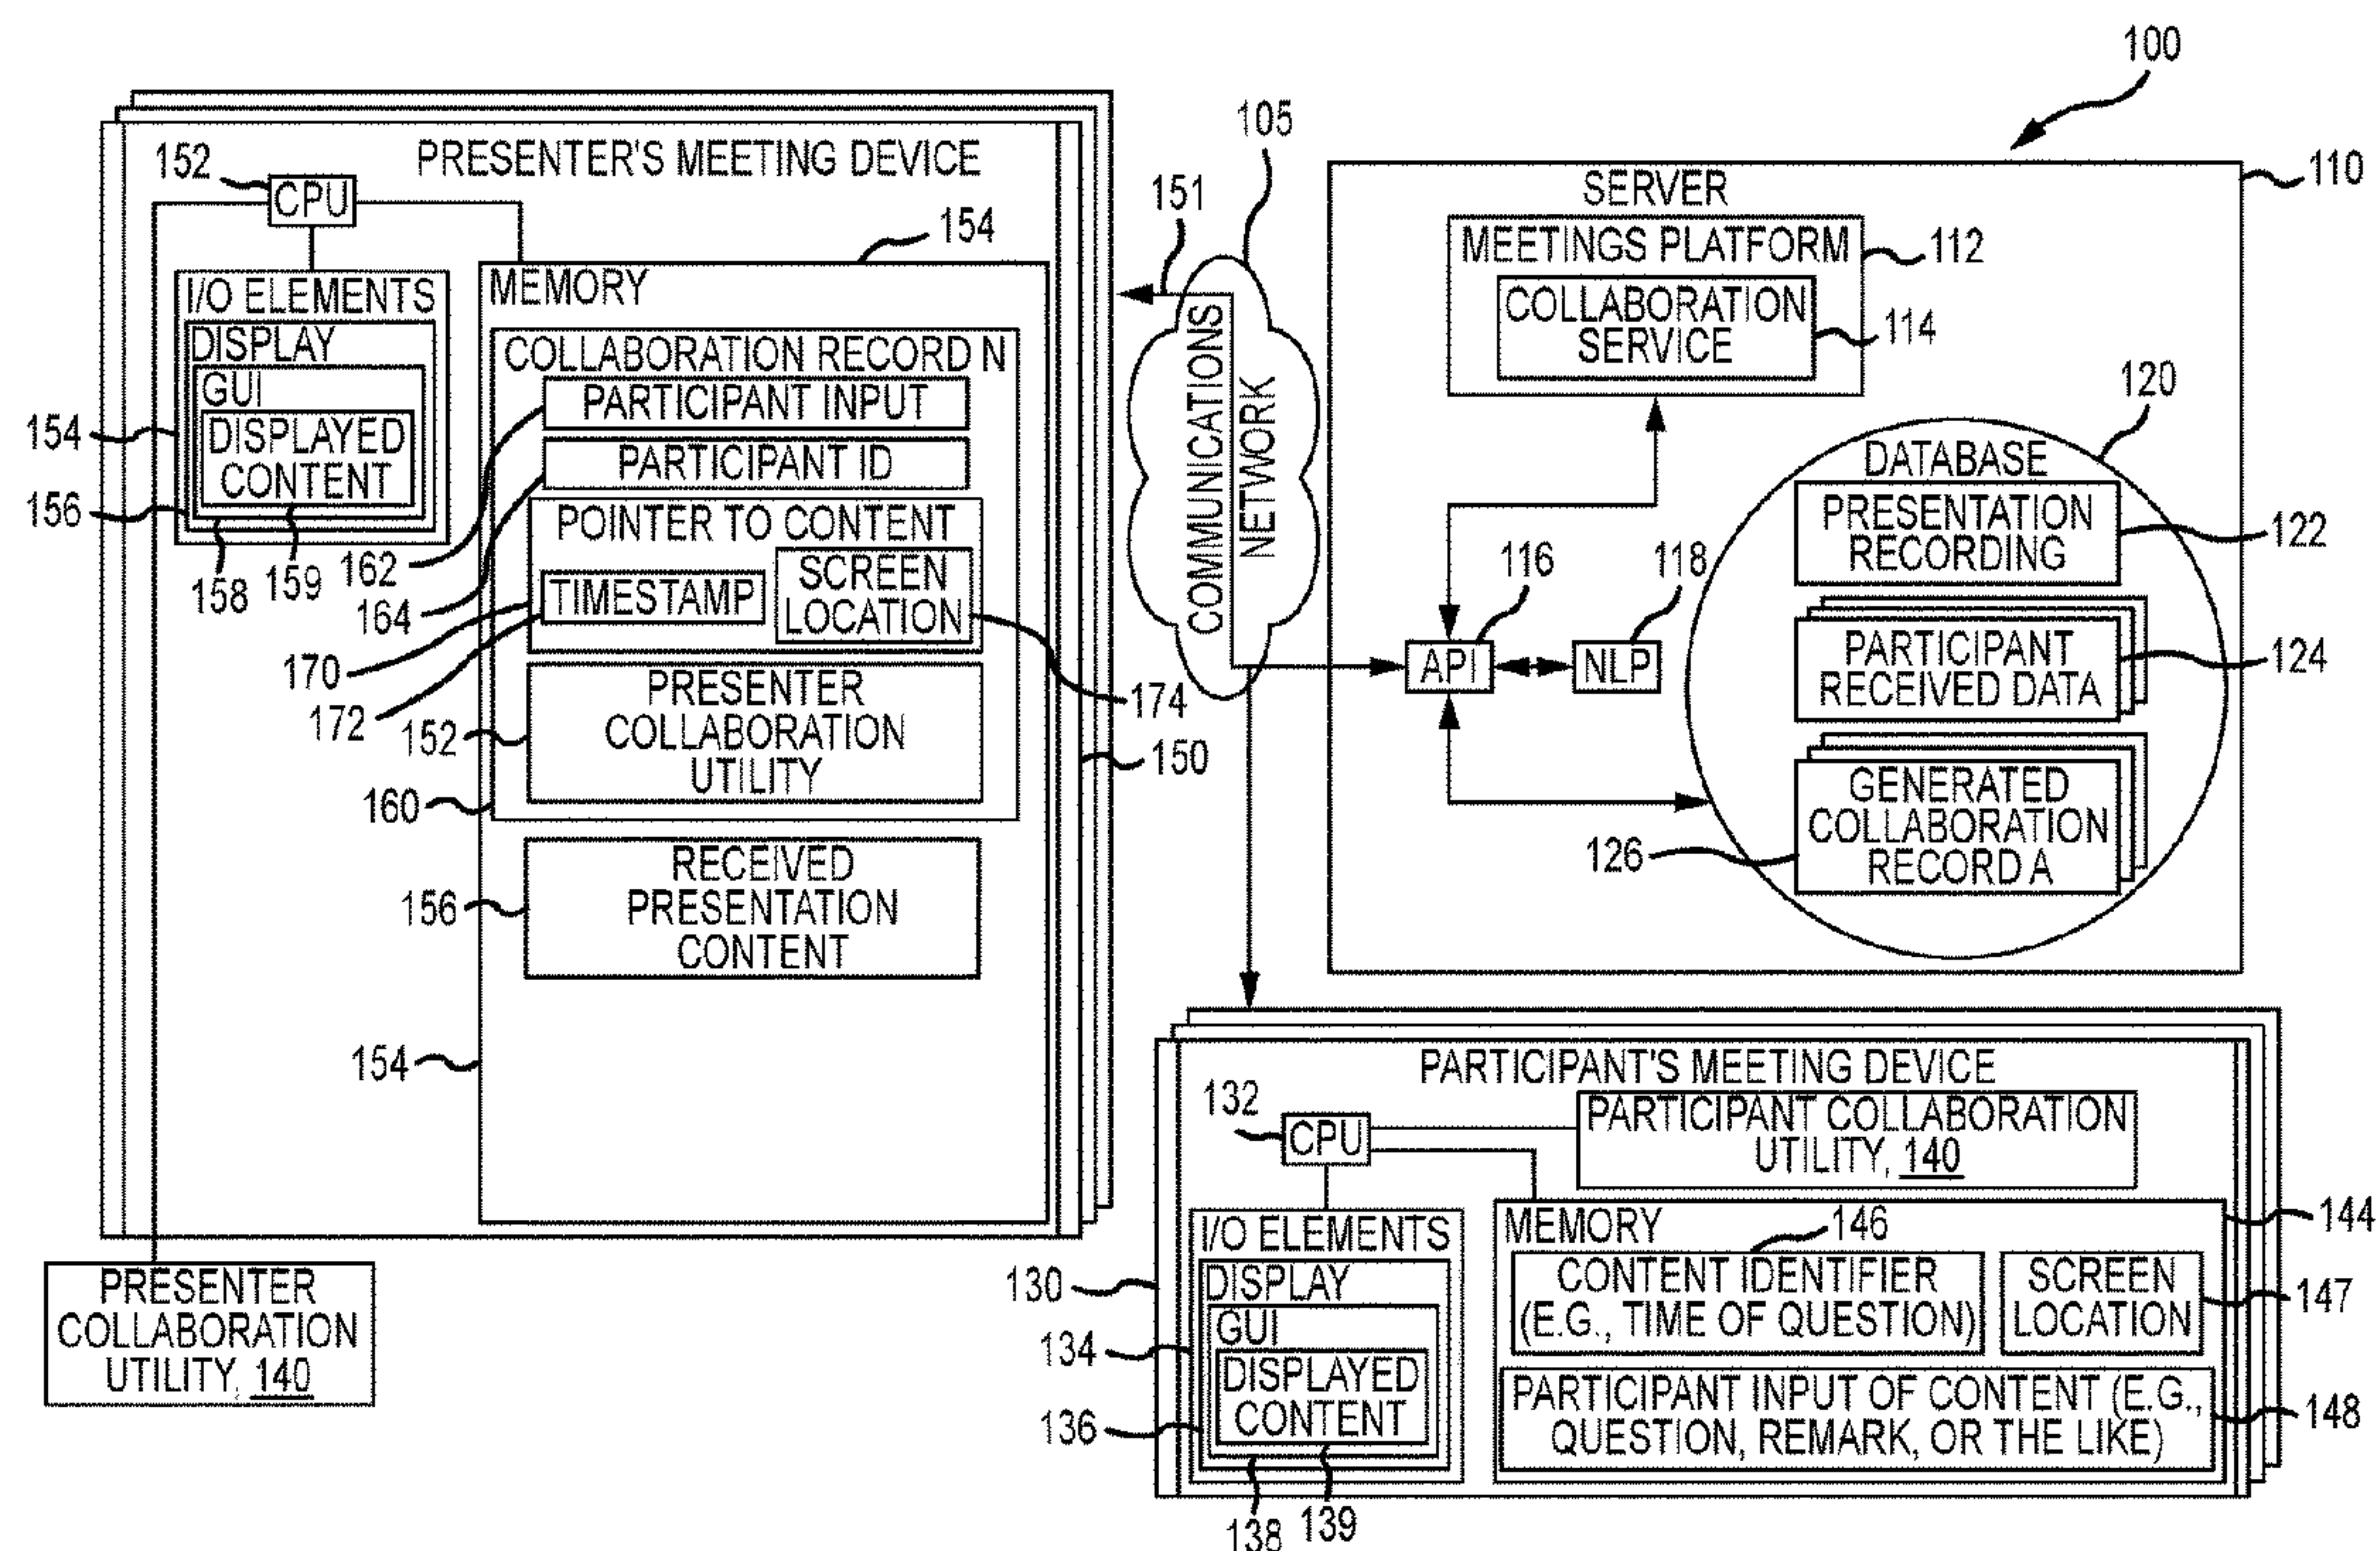 100
105
110
PRESENTER'S MEETING DEVICE
152
CPU
154
I/O ELEMENTS
DISPLAY
GUI
DISPLAYED
CONTENT
154
156
158
159
MEMORY
COLLABORATION RECORD N
PARTICIPANT INPUT
PARTICIPANT ID
POINTER TO CONTENT
TIMESTAMP
SCREEN
LOCATION
162
164
170
172
174
PRESENTER
COLLABORATION
UTILITY
152
160
150
RECEIVED
PRESENTATION
CONTENT
156
154
PRESENTER
COLLABORATION
UTILITY, 140
151
COMMUNICATIONS
NETWORK
SERVER
MEETINGS PLATFORM
112
COLLABORATION
SERVICE
114
120
DATABASE
PRESENTATION
RECORDING
122
116
118
API
NLP
PARTICIPANT
RECEIVED DATA
124
GENERATED
COLLABORATION
RECORD A
126
PARTICIPANT'S MEETING DEVICE
132
CPU
PARTICIPANT COLLABORATION
UTILITY, 140
I/O ELEMENTS
DISPLAY
GUI
DISPLAYED
CONTENT
130
134
136
138
139
MEMORY
146
144
CONTENT IDENTIFIER
(E.G., TIME OF QUESTION)
SCREEN
LOCATION
147
PARTICIPANT INPUT OF CONTENT (E.G.,
QUESTION, REMARK, OR THE LIKE)
148